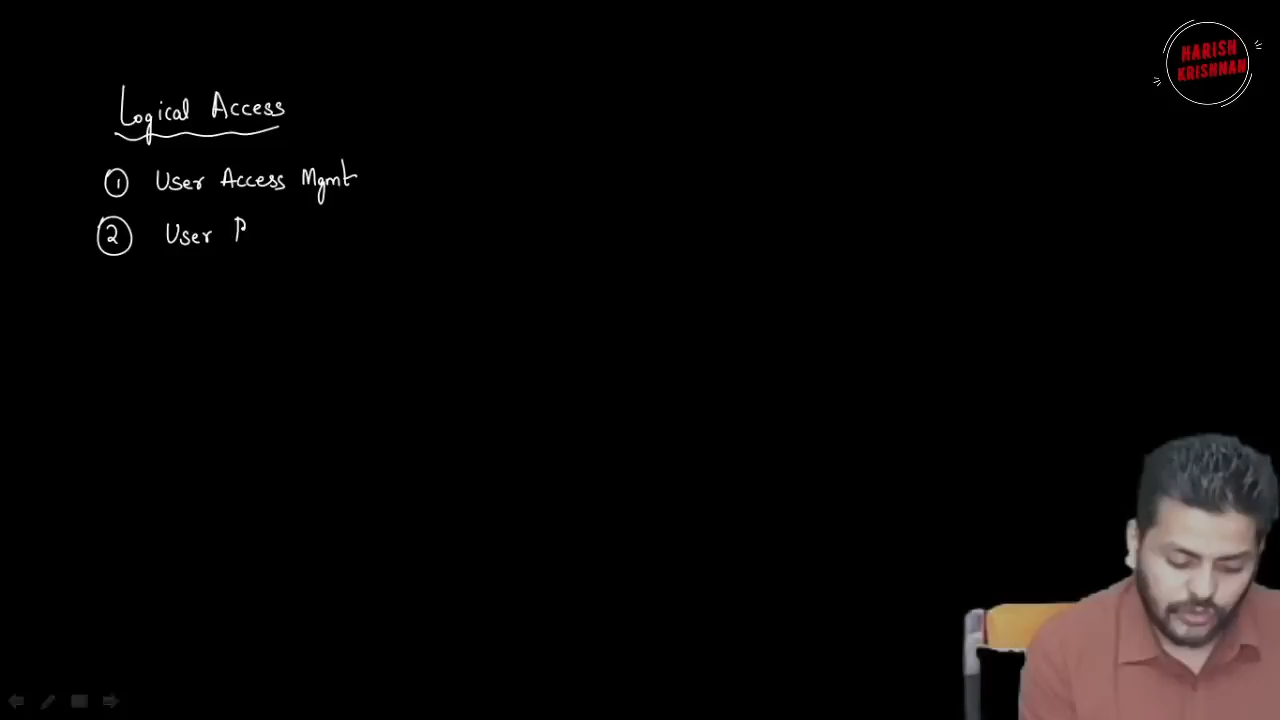 HARISH
KRISHNAN
Logical Access
① User Access Mgmt
② User P